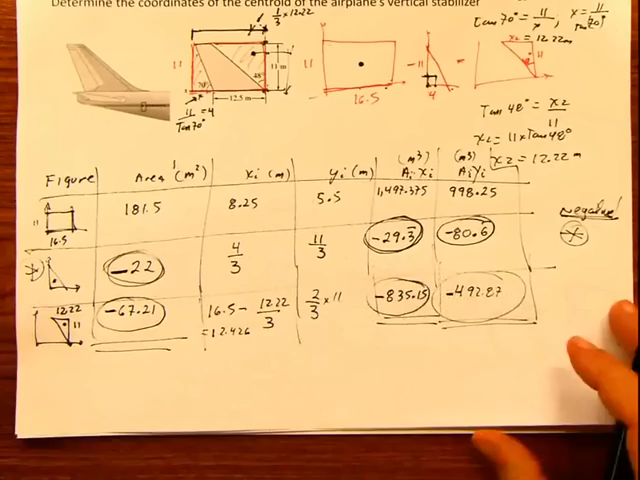 Determine the coordinates of the centroid of the airplane's vertical stabilizer
1/3 × 12.22
Tan 70° = 11/x, x = 11/Tan(70°)
x2 = 12.22m
11
11 m
70°
48°
12.5 m
11/Tan70° = 4
16.5
11
4
11
Tan 48° = x2/11
x2 = 11 × Tan 48°
x2 = 12.22 m
Figure Area (m²) xi (m) yi (m) (m³) Ai·xi (m³) Aiyi
11 16.5 181.5 8.25 5.5 1,497.375 998.25
negative!
-22 4/3 11/3 -29.3 -80.6
12.22 11 -67.21 16.5 - 12.22/3 2/3 × 11 -835.15 -492.87
= 12.426